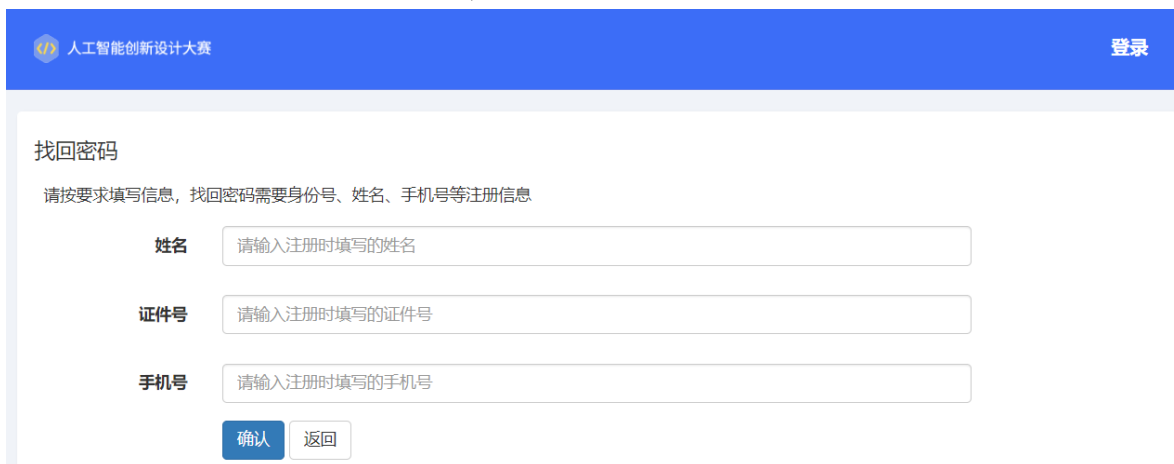 </> 人工智能创新设计大赛
登录
找回密码
请按要求填写信息，找回密码需要身份号、姓名、手机号等注册信息
姓名 请输入注册时填写的姓名
证件号 请输入注册时填写的证件号
手机号 请输入注册时填写的手机号
确认 返回